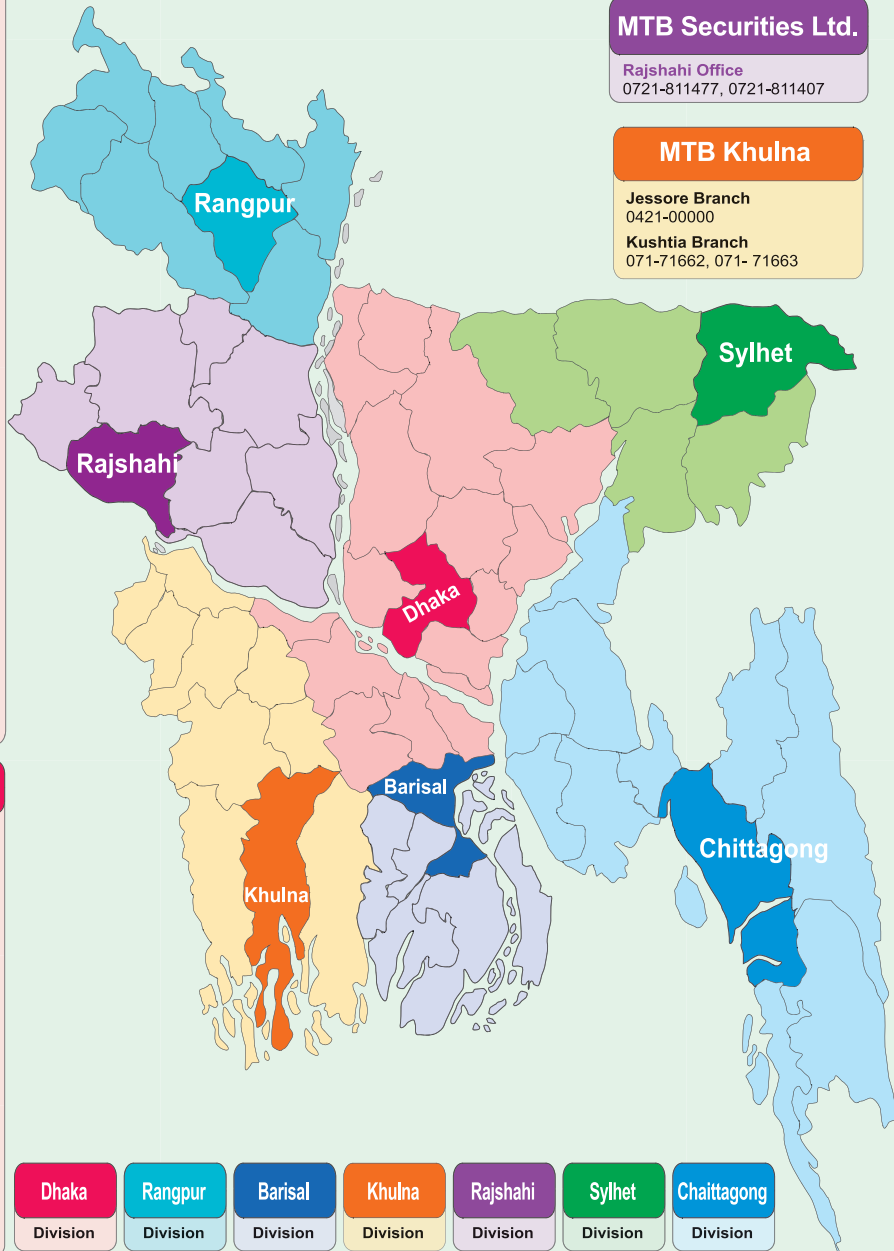 MTB Securities Ltd.
Rajshahi Office
0721-811477, 0721-811407
MTB Khulna
Jessore Branch
0421-00000
Kushtia Branch
071-71662, 071- 71663
Rangpur
Sylhet
Rajshahi
Dhaka
Barisal
Chittagong
Khulna
Dhaka Rangpur Barisal Khulna Rajshahi Sylhet Chaittagong
Division Division Division Division Division Division Division